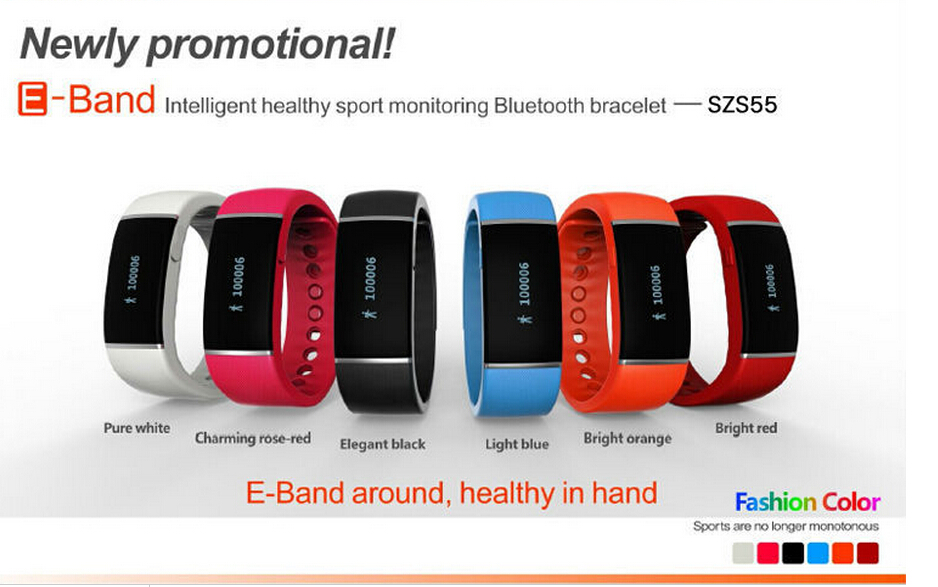 Newly promotional!
E-Band Intelligent healthy sport monitoring Bluetooth bracelet — SZS55
100006
100006
100006
100006
100006
100006
Pure white
Charming rose-red
Elegant black
Light blue
Bright orange
Bright red
E-Band around, healthy in hand
Fashion Color
Sports are no longer monotonous